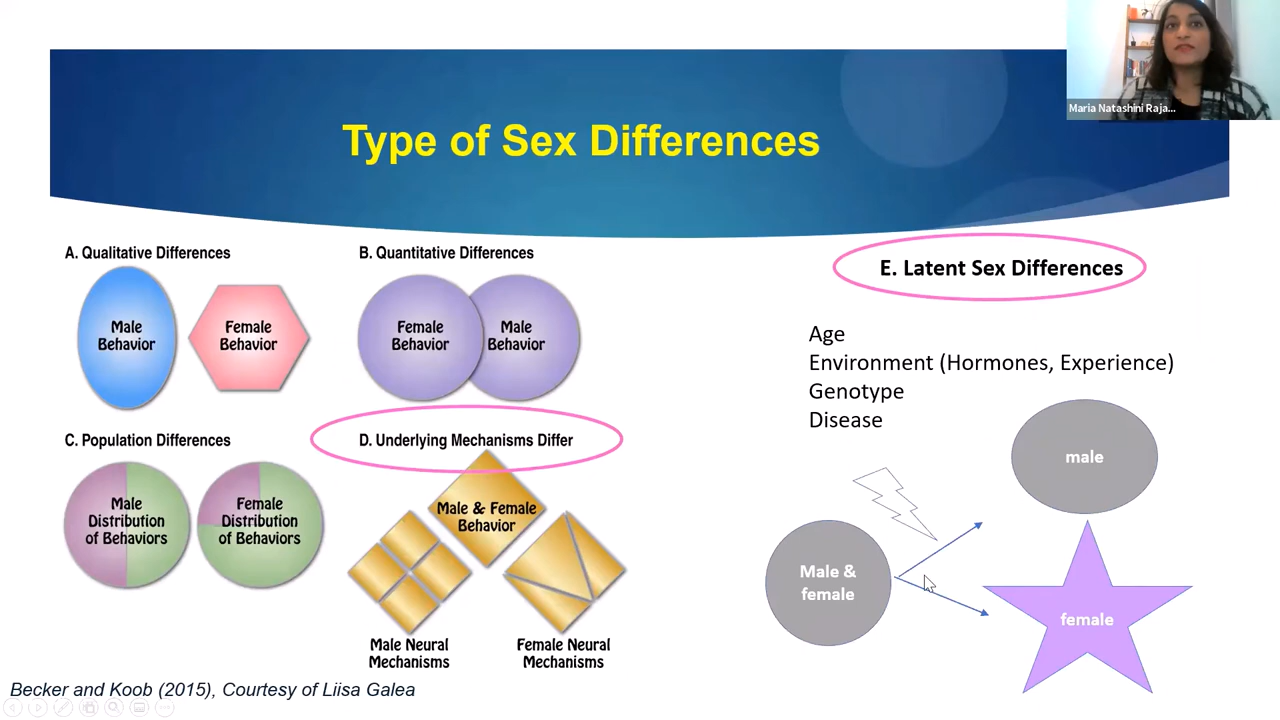 Maria Natashini Raja...
Type of Sex Differences
A. Qualitative Differences
Male
Behavior
Female
Behavior
B. Quantitative Differences
Female
Behavior
Male
Behavior
C. Population Differences
Male
Distribution
of Behaviors
Female
Distribution
of Behaviors
D. Underlying Mechanisms Differ
Male & Female
Behavior
Male Neural
Mechanisms
Female Neural
Mechanisms
E. Latent Sex Differences
Age
Environment (Hormones, Experience)
Genotype
Disease
Male &
female
male
female
Becker and Koob (2015), Courtesy of Liisa Galea